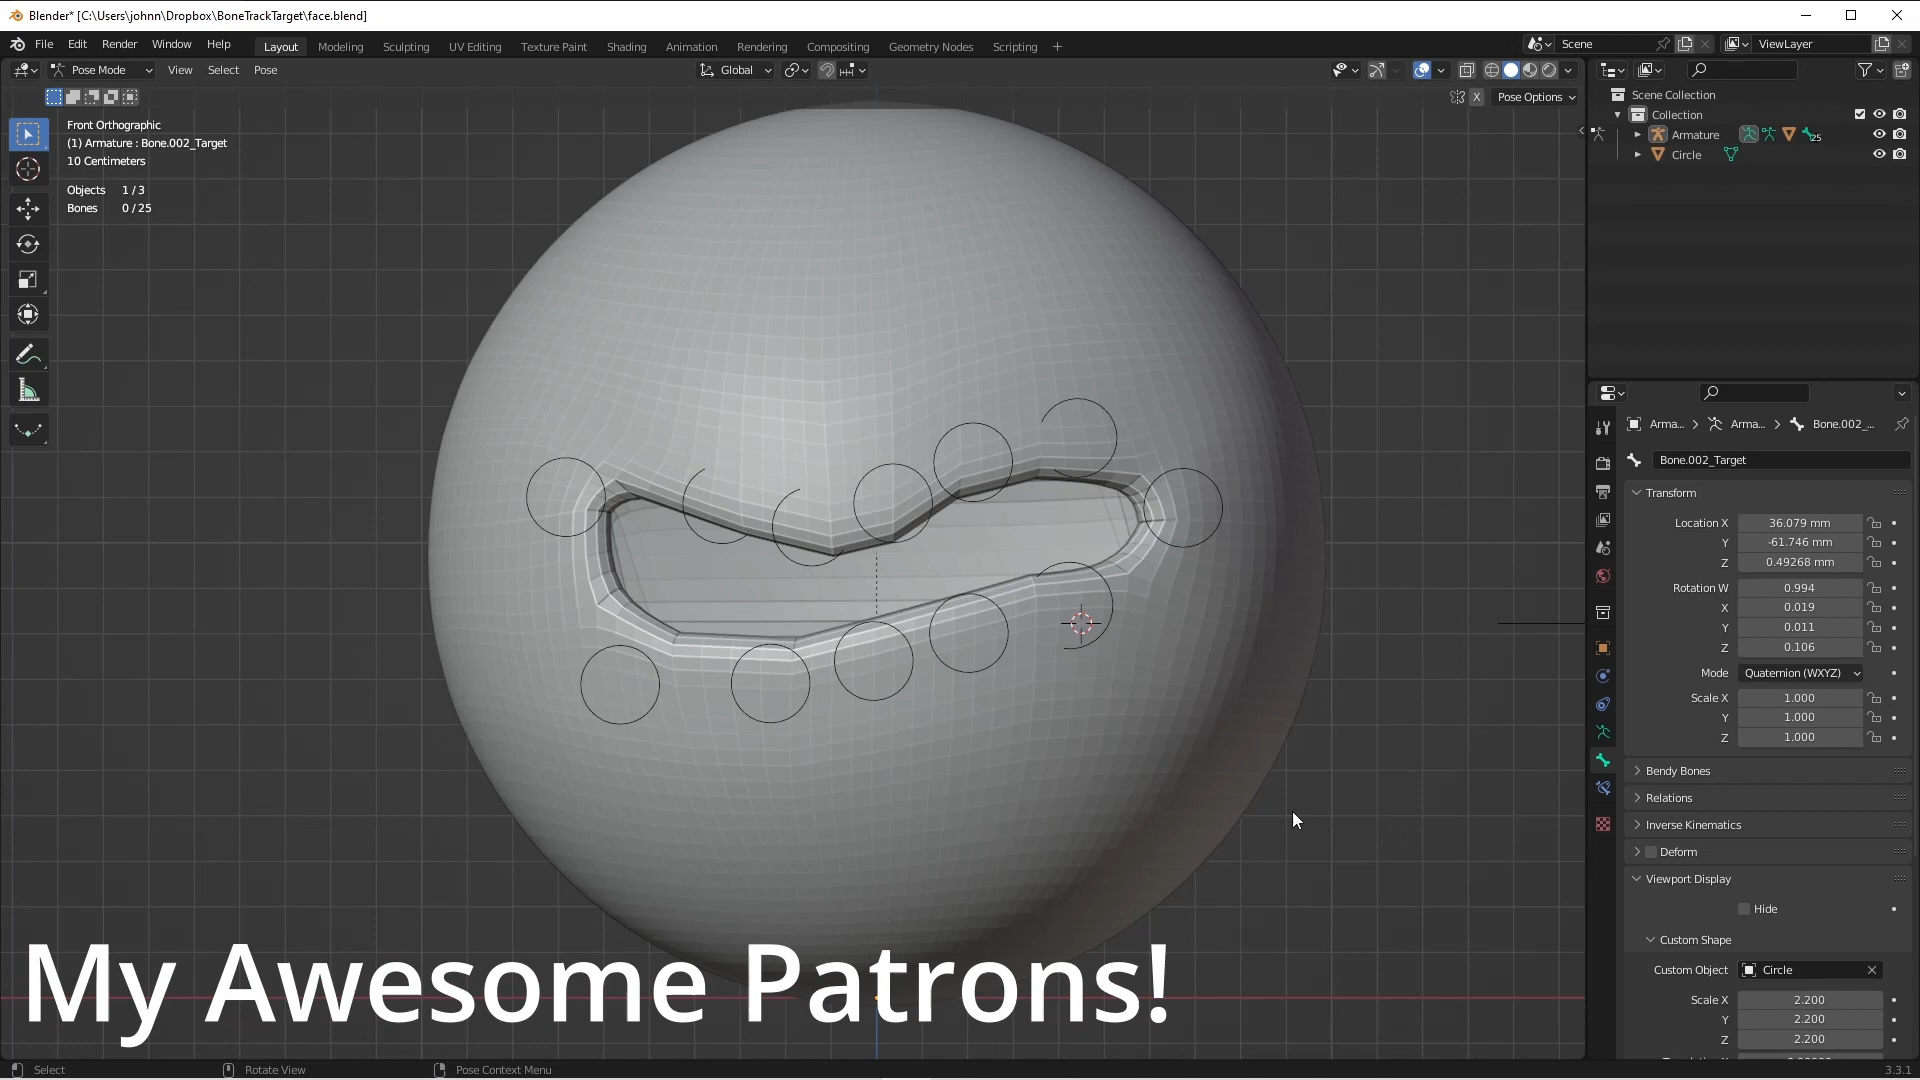 Blender* [C:\Users\johnn\Dropbox\BoneTrackTarget\face.blend]
File Edit Render Window Help Layout Modeling Sculpting UV Editing Texture Paint Shading Animation Rendering Compositing Geometry Nodes Scripting + Scene ViewLayer
Pose Mode View Select Pose Global
X Pose Options
Front Orthographic
(1) Armature : Bone.002_Target
10 Centimeters
Objects 1 / 3
Bones 0 / 25
Scene Collection
Collection
Armature 25
Circle
Arma... Arma... Bone.002_...
Bone.002_Target
Transform
Location X 36.079 mm
Y -61.746 mm
Z 0.49268 mm
Rotation W 0.994
X 0.019
Y 0.011
Z 0.106
Mode Quaternion (WXYZ)
Scale X 1.000
Y 1.000
Z 1.000
Bendy Bones
Relations
Inverse Kinematics
Deform
Viewport Display
Hide
Custom Shape
Custom Object Circle
Scale X 2.200
Y 2.200
Z 2.200
My Awesome Patrons!
Select Rotate View Pose Context Menu 3.3.1